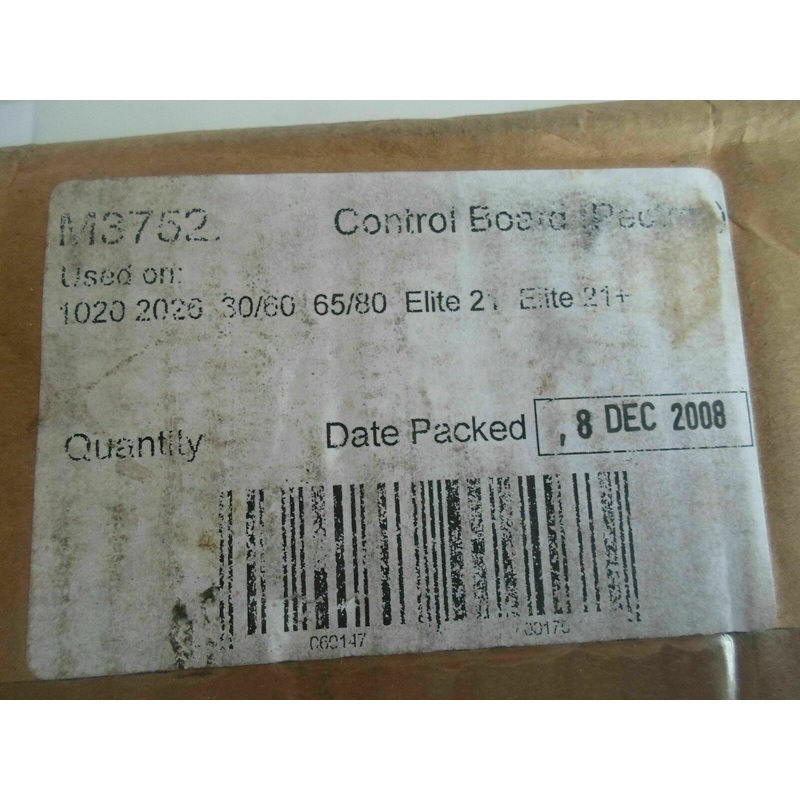 M3752. Control Board
Used on:
1020 2026 30/60 65/80 Elite 21 Elite 21+
Quantity Date Packed , 8 DEC 2008
060147